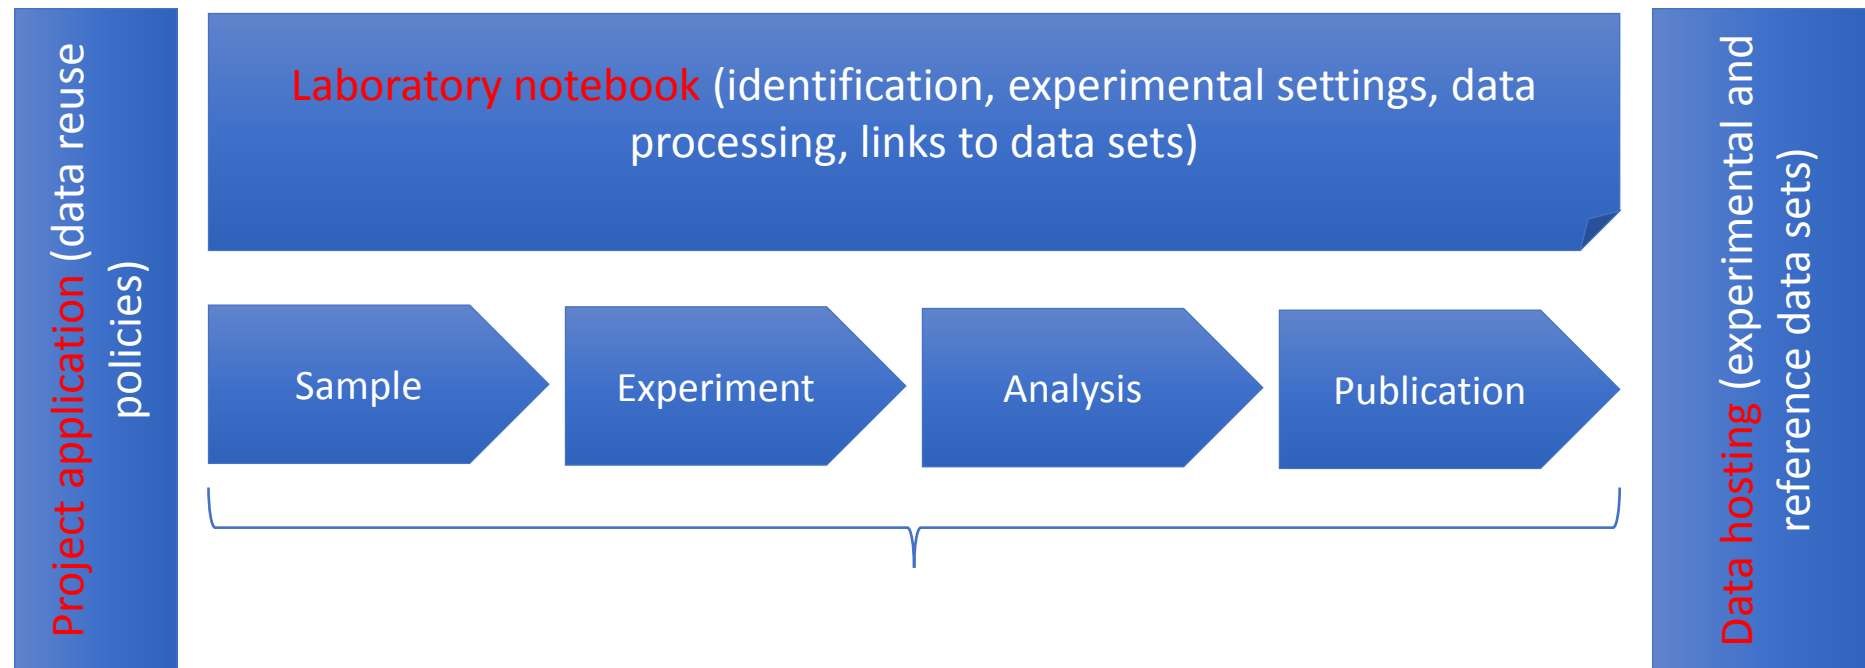 Project application (data reuse
policies)
Laboratory notebook (identification, experimental settings, data
processing, links to data sets)
Sample
Experiment
Analysis
Publication
Data hosting (experimental and
reference data sets)